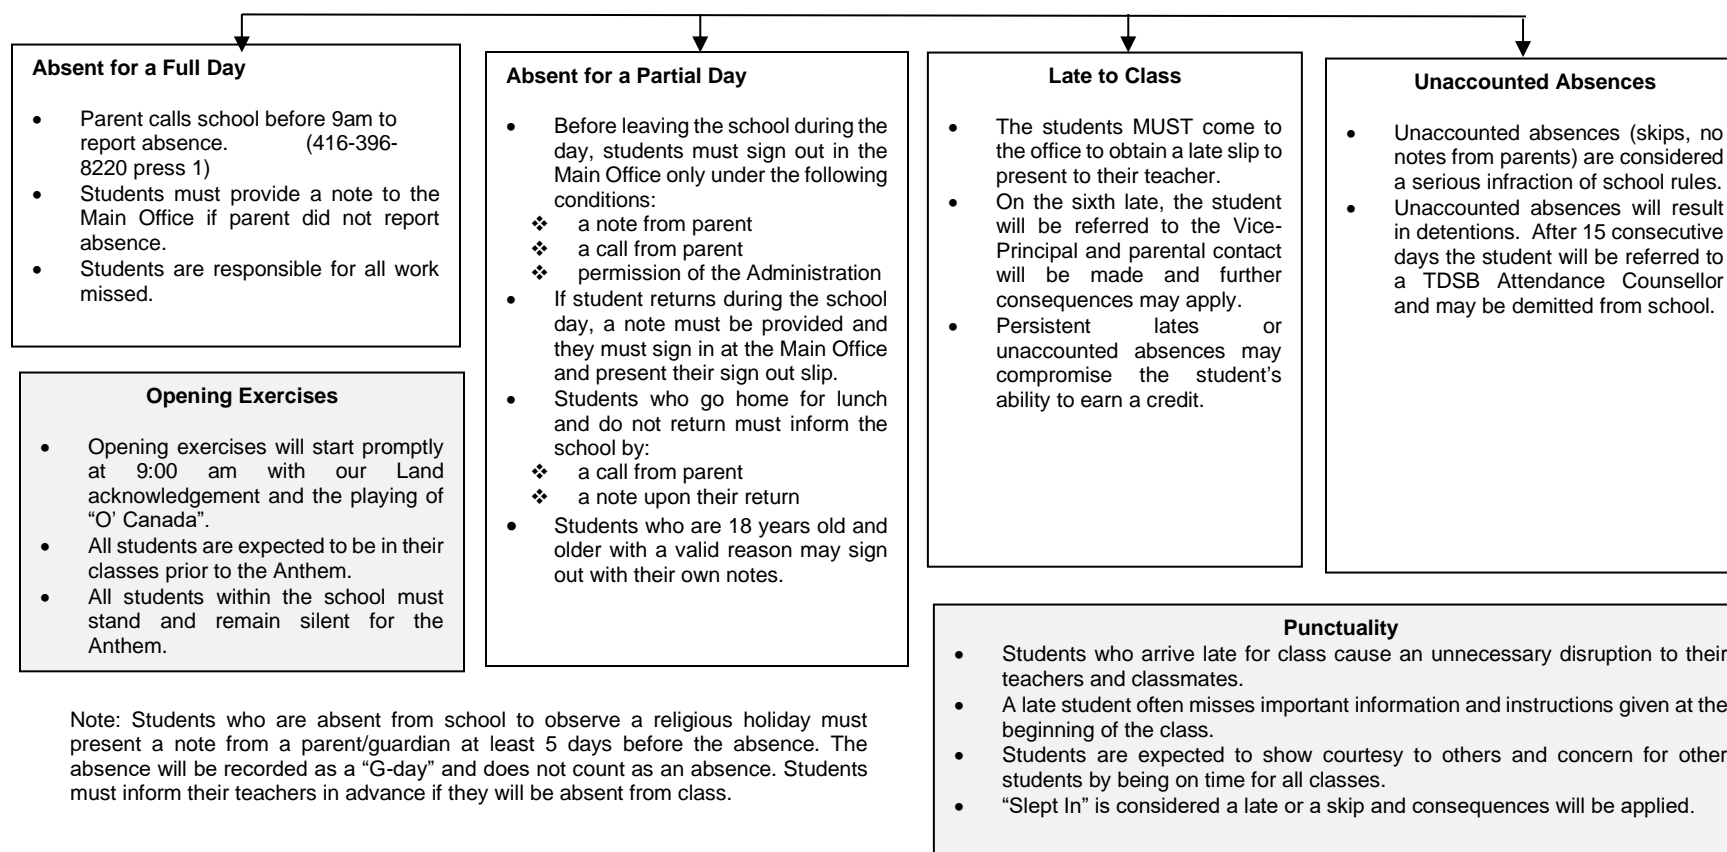 Absent for a Full Day
• Parent calls school before 9am to
report absence. (416-396-
8220 press 1)
• Students must provide a note to the
Main Office if parent did not report
absence.
• Students are responsible for all work
missed.
Opening Exercises
• Opening exercises will start promptly
at 9:00 am with our Land
acknowledgement and the playing of
“O’ Canada”.
• All students are expected to be in their
classes prior to the Anthem.
• All students within the school must
stand and remain silent for the
Anthem.
Absent for a Partial Day
• Before leaving the school during the
day, students must sign out in the
Main Office only under the following
conditions:
❖ a note from parent
❖ a call from parent
❖ permission of the Administration
• If student returns during the school
day, a note must be provided and
they must sign in at the Main Office
and present their sign out slip.
• Students who go home for lunch
and do not return must inform the
school by:
❖ a call from parent
❖ a note upon their return
• Students who are 18 years old and
older with a valid reason may sign
out with their own notes.
Late to Class
• The students MUST come to
the office to obtain a late slip to
present to their teacher.
• On the sixth late, the student
will be referred to the Vice-
Principal and parental contact
will be made and further
consequences may apply.
• Persistent lates or
unaccounted absences may
compromise the student’s
ability to earn a credit.
Unaccounted Absences
• Unaccounted absences (skips, no
notes from parents) are considered
a serious infraction of school rules.
• Unaccounted absences will result
in detentions. After 15 consecutive
days the student will be referred to
a TDSB Attendance Counsellor
and may be demitted from school.
Note: Students who are absent from school to observe a religious holiday must
present a note from a parent/guardian at least 5 days before the absence. The
absence will be recorded as a “G-day” and does not count as an absence. Students
must inform their teachers in advance if they will be absent from class.
Punctuality
• Students who arrive late for class cause an unnecessary disruption to their
teachers and classmates.
• A late student often misses important information and instructions given at the
beginning of the class.
• Students are expected to show courtesy to others and concern for other
students by being on time for all classes.
• “Slept In” is considered a late or a skip and consequences will be applied.